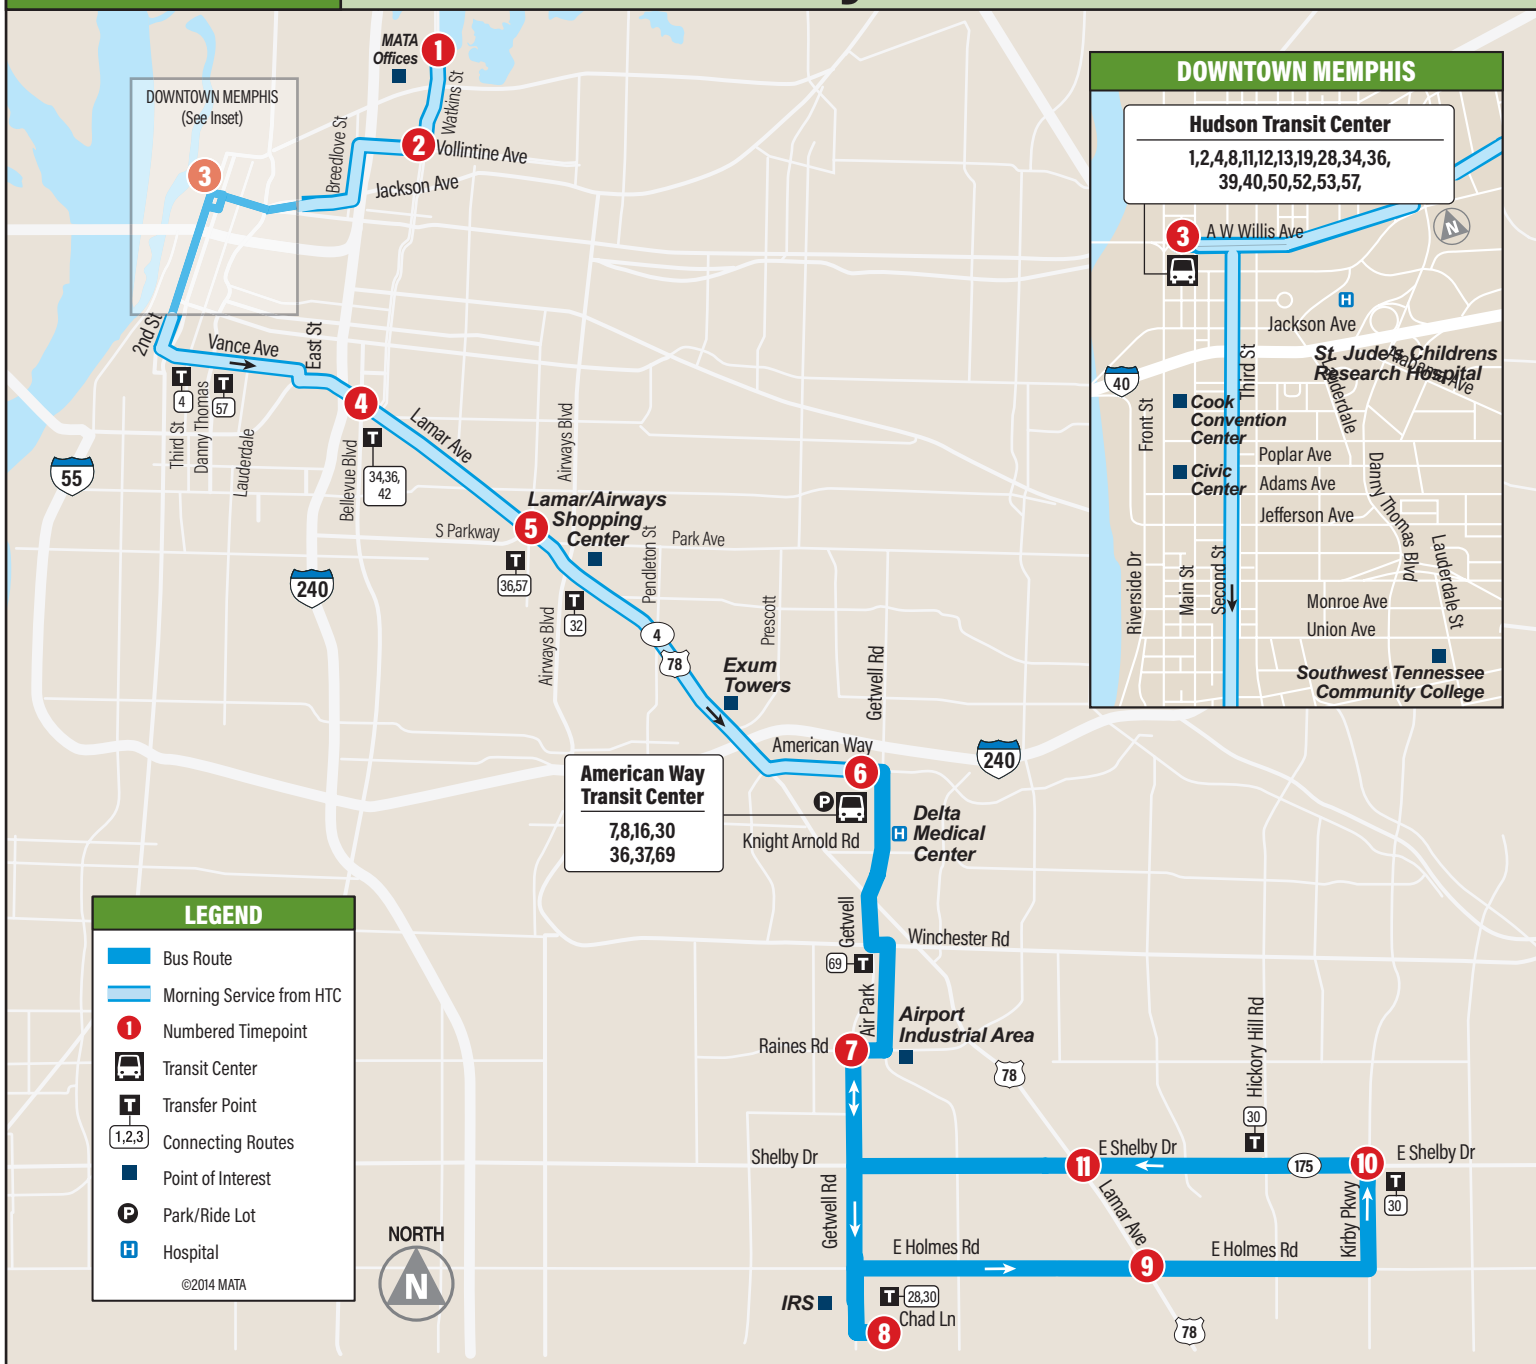 MATA
Offices
1
Watkins St
DOWNTOWN MEMPHIS
(See Inset)
Breedlove St
2
Vollintine Ave
3
Jackson Ave
2nd St
Vance Ave
East St
T
4
T
57
Third St
Danny Thomas
Lauderdale
4
Lamar Ave
T
34,36,
42
Bellevue Blvd
Airways Blvd
55
240
Lamar/Airways
Shopping
Center
5
S Parkway
Park Ave
Pendleton St
T
36,57
T
32
Airways Blvd
4
78
Prescott
Exum
Towers
Getwell Rd
American Way
6
240
American Way
Transit Center
7,8,16,30
36,37,69
P
H
Delta
Medical
Center
Knight Arnold Rd
Getwell
Winchester Rd
69
T
Air Park
Airport
Industrial Area
Raines Rd
7
78
Hickory Hill Rd
30
T
Shelby Dr
11
E Shelby Dr
175
10
E Shelby Dr
T
30
Getwell Rd
Lamar Ave
Kirby Pkwy
E Holmes Rd
9
E Holmes Rd
IRS
T
28,30
Chad Ln
8
78
DOWNTOWN MEMPHIS
Hudson Transit Center
1,2,4,8,11,12,13,19,28,34,36,
39,40,50,52,53,57,
N
3
A W Willis Ave
H
Jackson Ave
St. Jude's Childrens
Research Hospital
Alabama Ave
Lauderdale
Third St
40
Front St
Cook
Convention
Center
Civic
Center
Poplar Ave
Adams Ave
Jefferson Ave
Danny Thomas Blvd
Lauderdale St
Riverside Dr
Main St
Second St
Monroe Ave
Union Ave
Southwest Tennessee
Community College
LEGEND
Bus Route
Morning Service from HTC
1
Numbered Timepoint
Transit Center
T
Transfer Point
1,2,3
Connecting Routes
Point of Interest
P
Park/Ride Lot
H
Hospital
©2014 MATA
NORTH
N